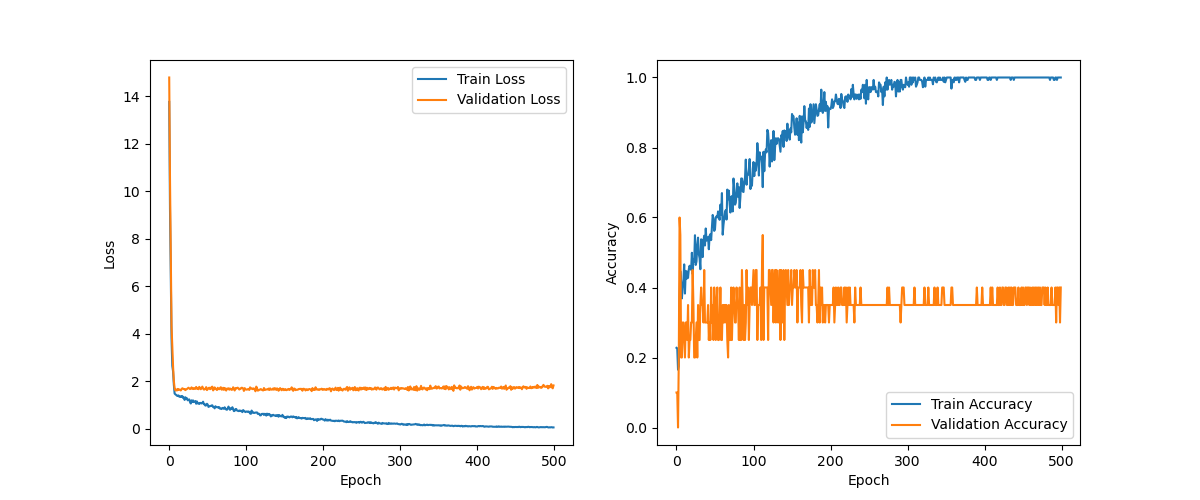 Train Loss
Validation Loss
14
12
10
8
6
4
2
0
Loss
0 100 200 300 400 500
Epoch
1.0
0.8
0.6
0.4
0.2
0.0
Accuracy
Train Accuracy
Validation Accuracy
0 100 200 300 400 500
Epoch